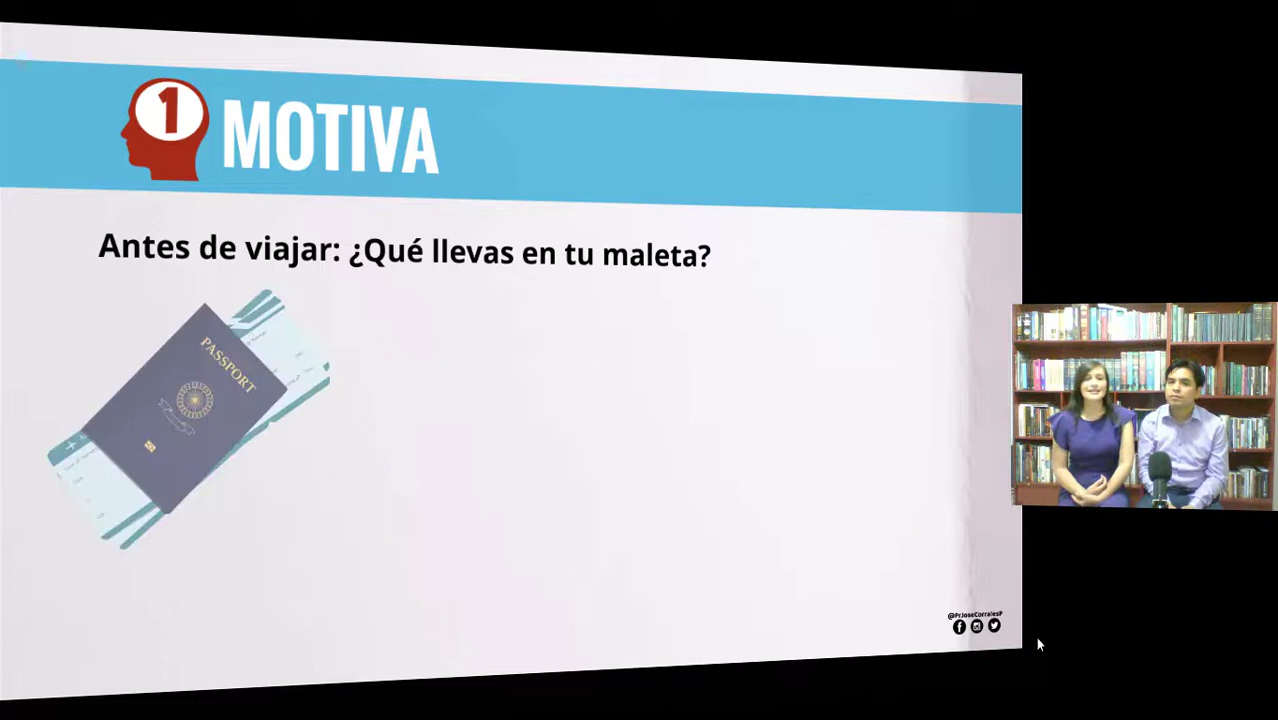 1
MOTIVA
Antes de viajar: ¿Qué llevas en tu maleta?
PASSPORT
@PrJoseCorralesP